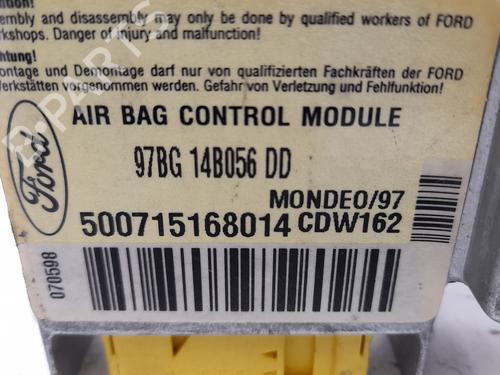 embly and disassembly may only be done by qualified workers of FORD
rkshops. Danger of injury and malfunction!
chtung!
ontage und Demontage darf nur von qualifizierten Fachkräften der FORD
Werkstätten vorgenommen werden. Gefahr von Verletzung und Fehlfunktion!
AIR BAG CONTROL MODULE
Ford
97BG 14B056 DD
MONDEO/97
500715168014 CDW162
070598